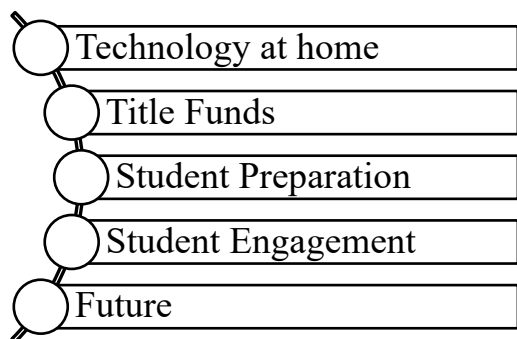 Technology at home
Title Funds
Student Preparation
Student Engagement
Future